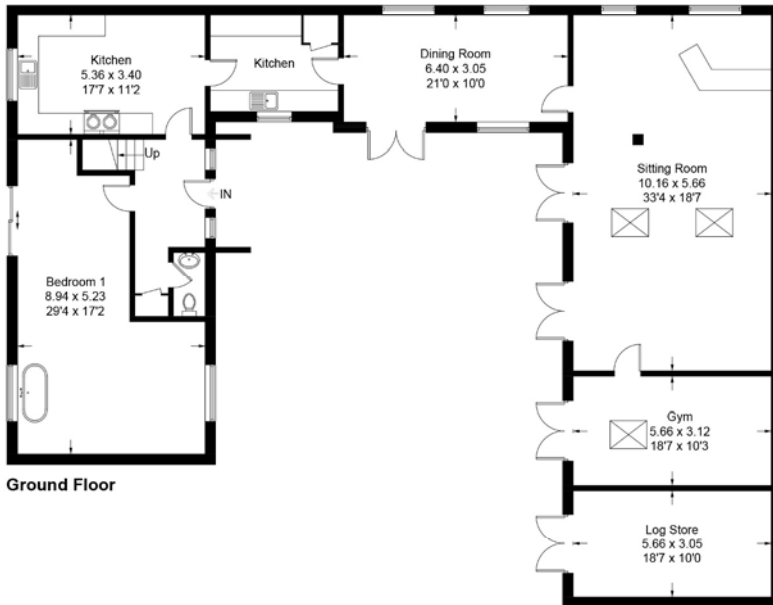 Kitchen
5.36 x 3.40
17'7 x 11'2
Kitchen
Dining Room
6.40 x 3.05
21'0 x 10'0
Up
IN
Sitting Room
10.16 x 5.66
33'4 x 18'7
Bedroom 1
8.94 x 5.23
29'4 x 17'2
Gym
5.66 x 3.12
18'7 x 10'3
Ground Floor
Log Store
5.66 x 3.05
18'7 x 10'0